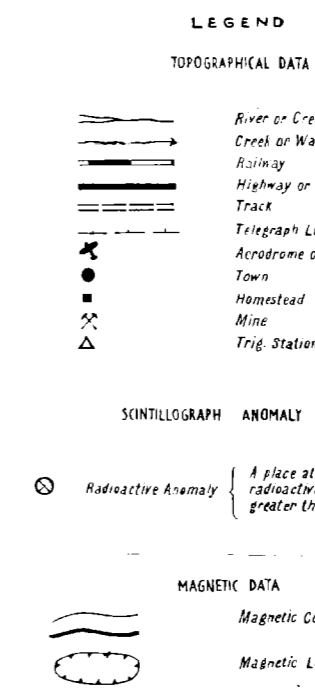 LEGEND
TOPOGRAPHICAL DATA
River or Cre
Creek or Wa
Railway
Highway or
Track
Telegraph L
Aerodrome o
Town
Homestead
Mine
Trig. Station
SCINTILLOGRAPH ANOMALY
Radioactive Anomaly
A place at
radioactiv
greater th
MAGNETIC DATA
Magnetic Co
Magnetic L